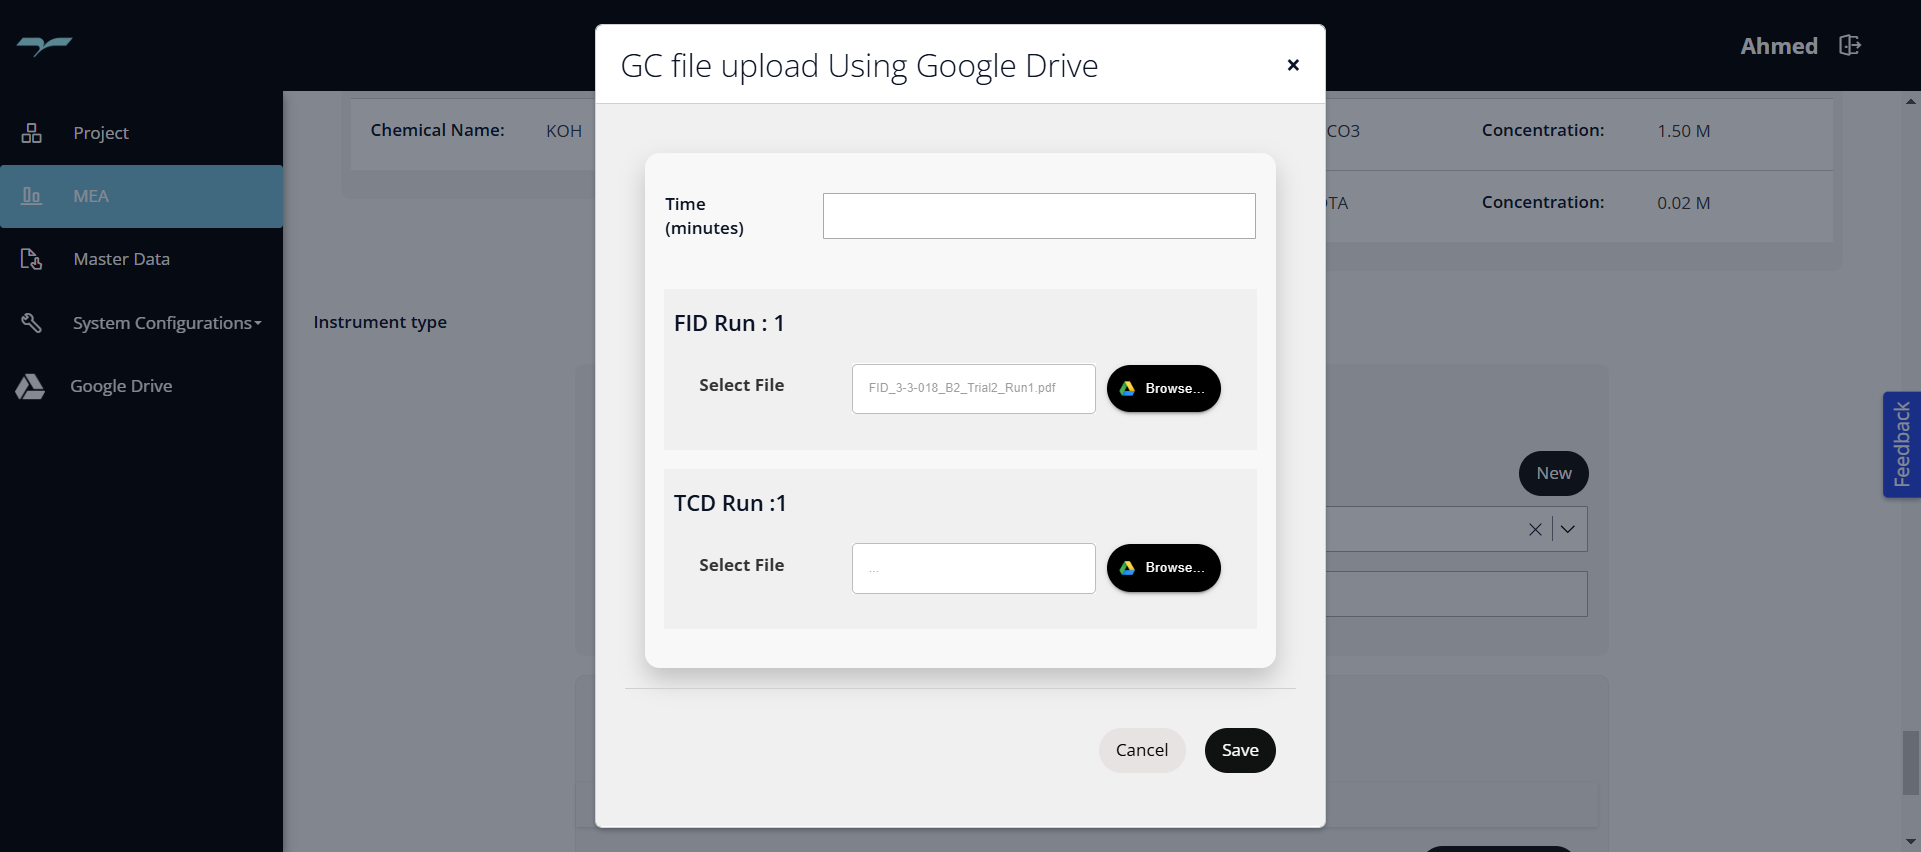 GC file upload Using Google Drive
×
Ahmed
Project
MEA
Master Data
System Configurations
Google Drive
Chemical Name:
KOH
CO3
Concentration:
1.50 M
TA
Concentration:
0.02 M
Instrument type
Time
(minutes)
FID Run : 1
Select File
FID_3-3-018_B2_Trial2_Run1.pdf
Browse...
TCD Run :1
Select File
...
Browse...
Cancel
Save
New
Feedback